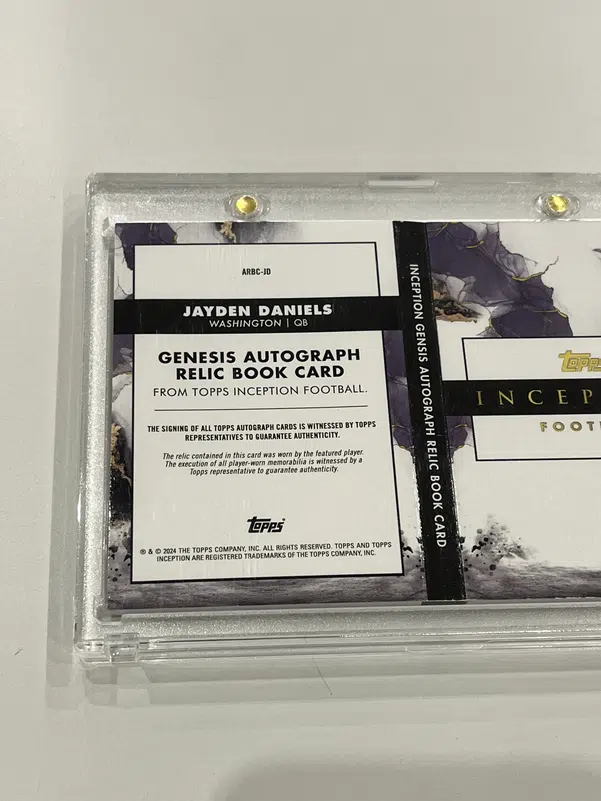 ARBC-JD
JAYDEN DANIELS
WASHINGTON | QB
GENESIS AUTOGRAPH
RELIC BOOK CARD
FROM TOPPS INCEPTION FOOTBALL.
THE SIGNING OF ALL TOPPS AUTOGRAPH CARDS IS WITNESSED BY TOPPS
REPRESENTATIVES TO GUARANTEE AUTHENTICITY.
The relic contained in this card was worn by the featured player.
The execution of all player-worn memorabilia is witnessed by a
Topps representative to guarantee authenticity.
topps
® & © 2024 THE TOPPS COMPANY, INC. ALL RIGHTS RESERVED. TOPPS AND TOPPS
INCEPTION ARE REGISTERED TRADEMARKS OF THE TOPPS COMPANY, INC.
INCEPTION GENSIS AUTOGRAPH RELIC BOOK CARD
TOPP
INCEP
FOOT